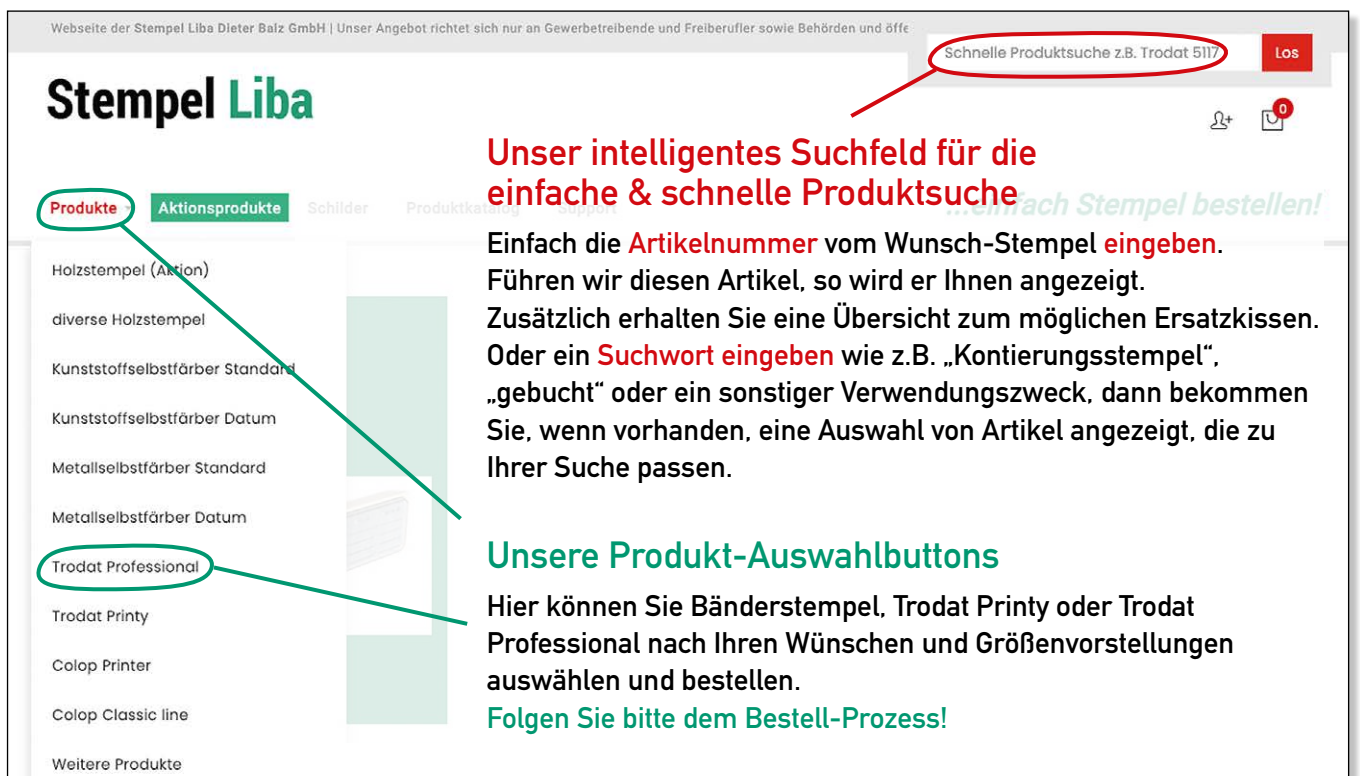 Webseite der Stempel Liba Dieter Balz GmbH | Unser Angebot richtet sich nur an Gewerbetreibende und Freiberufler sowie Behörden und öffe
Schnelle Produktsuche z.B. Trodat 5117
Los
Stempel Liba
0
Unser intelligentes Suchfeld für die
einfache & schnelle Produktsuche
Produkte
Aktionsprodukte
Schilder
Produktkatalog
Support
...einfach Stempel bestellen!
Einfach die Artikelnummer vom Wunsch-Stempel eingeben.
Führen wir diesen Artikel, so wird er Ihnen angezeigt.
Zusätzlich erhalten Sie eine Übersicht zum möglichen Ersatzkissen.
Oder ein Suchwort eingeben wie z.B. „Kontierungsstempel“,
„gebucht“ oder ein sonstiger Verwendungszweck, dann bekommen
Sie, wenn vorhanden, eine Auswahl von Artikel angezeigt, die zu
Ihrer Suche passen.
Holzstempel (Aktion)
diverse Holzstempel
Kunststoffselbstfärber Standard
Kunststoffselbstfärber Datum
Metallselbstfärber Standard
Metallselbstfärber Datum
Trodat Professional
Trodat Printy
Colop Printer
Colop Classic line
Weitere Produkte
Unsere Produkt-Auswahlbuttons
Hier können Sie Bänderstempel, Trodat Printy oder Trodat
Professional nach Ihren Wünschen und Größenvorstellungen
auswählen und bestellen.
Folgen Sie bitte dem Bestell-Prozess!